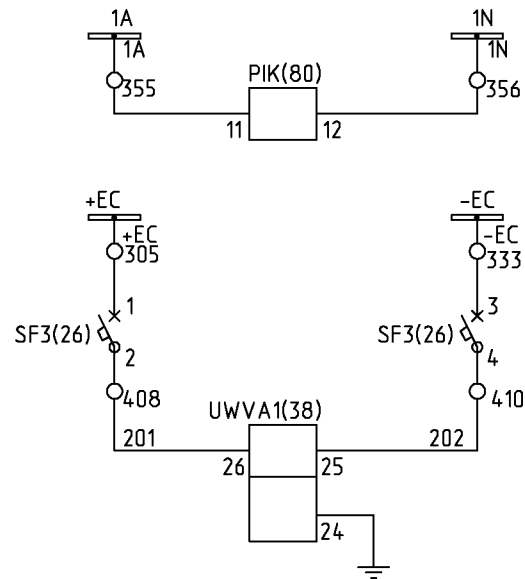 1A 1N
1A 1N
355 PIK(80) 356
11 12
+EC -EC
+EC -EC
305 333
1 3
SF3(26) SF3(26)
2 4
408 410
UWVA1(38)
201 202
26 25
24